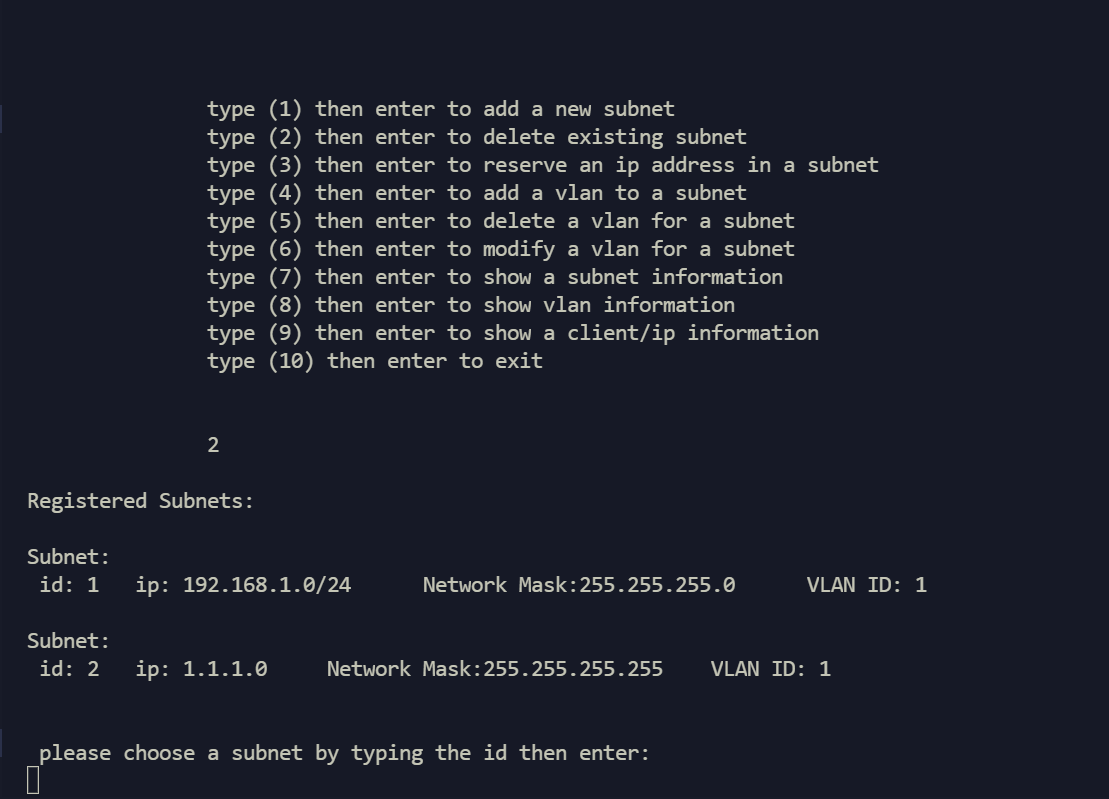 type (1) then enter to add a new subnet
type (2) then enter to delete existing subnet
type (3) then enter to reserve an ip address in a subnet
type (4) then enter to add a vlan to a subnet
type (5) then enter to delete a vlan for a subnet
type (6) then enter to modify a vlan for a subnet
type (7) then enter to show a subnet information
type (8) then enter to show vlan information
type (9) then enter to show a client/ip information
type (10) then enter to exit
2
Registered Subnets:
Subnet:
id: 1   ip: 192.168.1.0/24      Network Mask:255.255.255.0      VLAN ID: 1
Subnet:
id: 2   ip: 1.1.1.0     Network Mask:255.255.255.255    VLAN ID: 1
please choose a subnet by typing the id then enter: